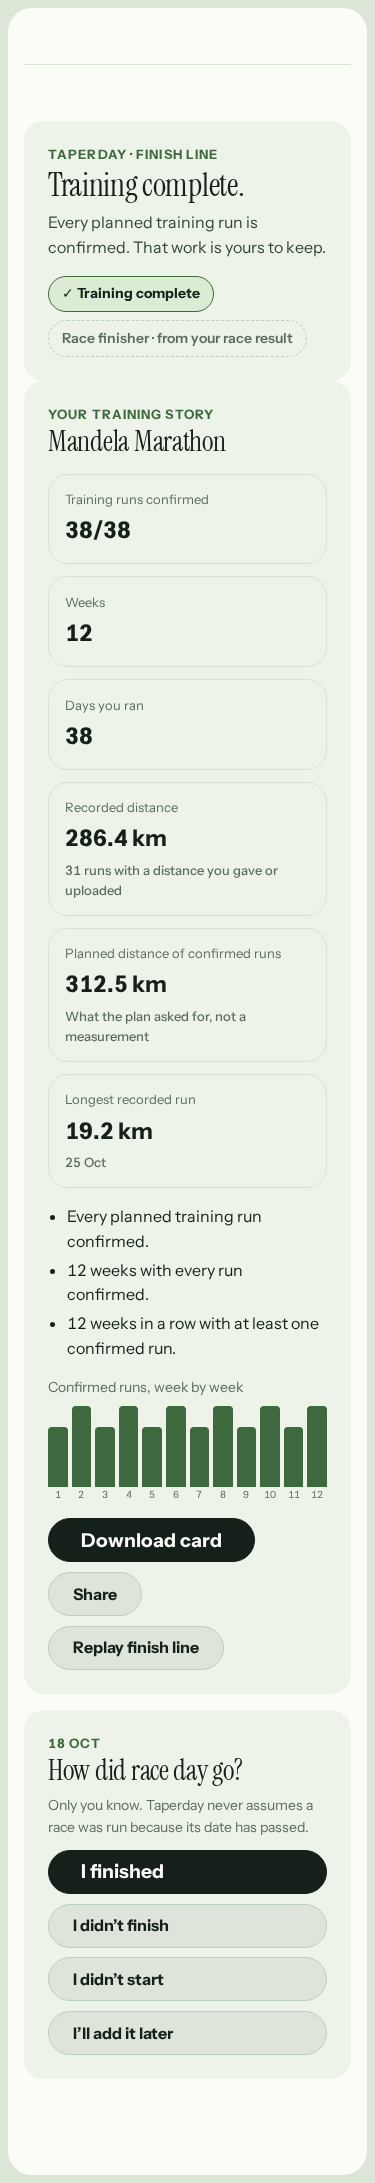 TAPERDAY · FINISH LINE
Training complete.
Every planned training run is
confirmed. That work is yours to keep.
✓ Training complete
Race finisher · from your race result
YOUR TRAINING STORY
Mandela Marathon
Training runs confirmed
38/38
Weeks
12
Days you ran
38
Recorded distance
286.4 km
31 runs with a distance you gave or
uploaded
Planned distance of confirmed runs
312.5 km
What the plan asked for, not a
measurement
Longest recorded run
19.2 km
25 Oct
• Every planned training run
confirmed.
• 12 weeks with every run
confirmed.
• 12 weeks in a row with at least one
confirmed run.
Confirmed runs, week by week
1 2 3 4 5 6 7 8 9 10 11 12
Download card
Share
Replay finish line
18 OCT
How did race day go?
Only you know. Taperday never assumes a
race was run because its date has passed.
I finished
I didn’t finish
I didn’t start
I’ll add it later